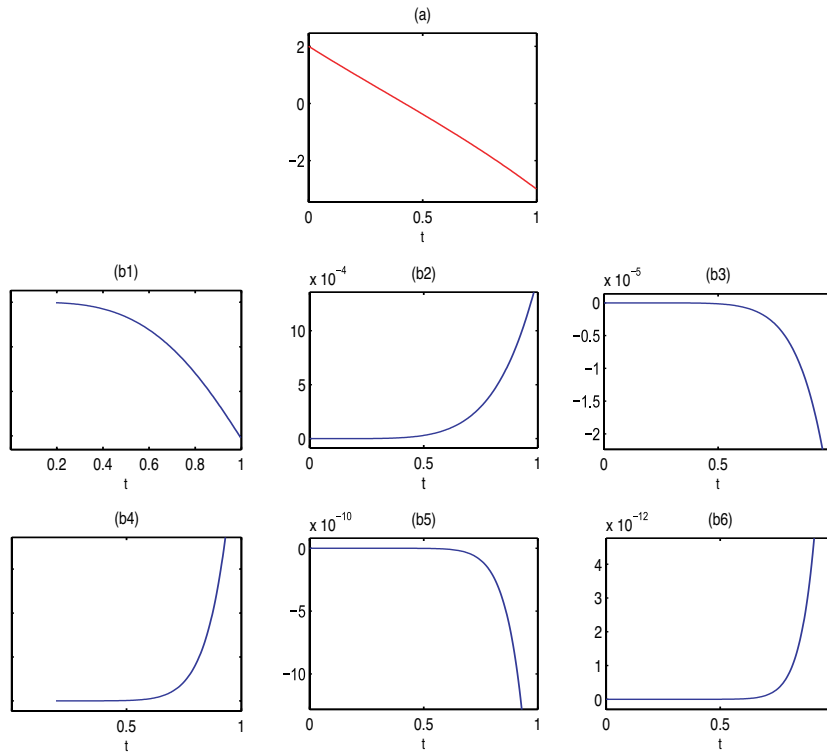 (a)
2
0
−2
0 0.5 1
t
(b1)
0.2 0.4 0.6 0.8 1
t
x 10⁻⁴ (b2)
10
5
0
0 0.5 1
t
x 10⁻⁵ (b3)
0
−0.5
−1
−1.5
−2
0 0.5
t
(b4)
0.5 1
t
x 10⁻¹⁰ (b5)
0
−5
−10
0 0.5 1
t
x 10⁻¹² (b6)
4
3
2
1
0
0 0.5
t